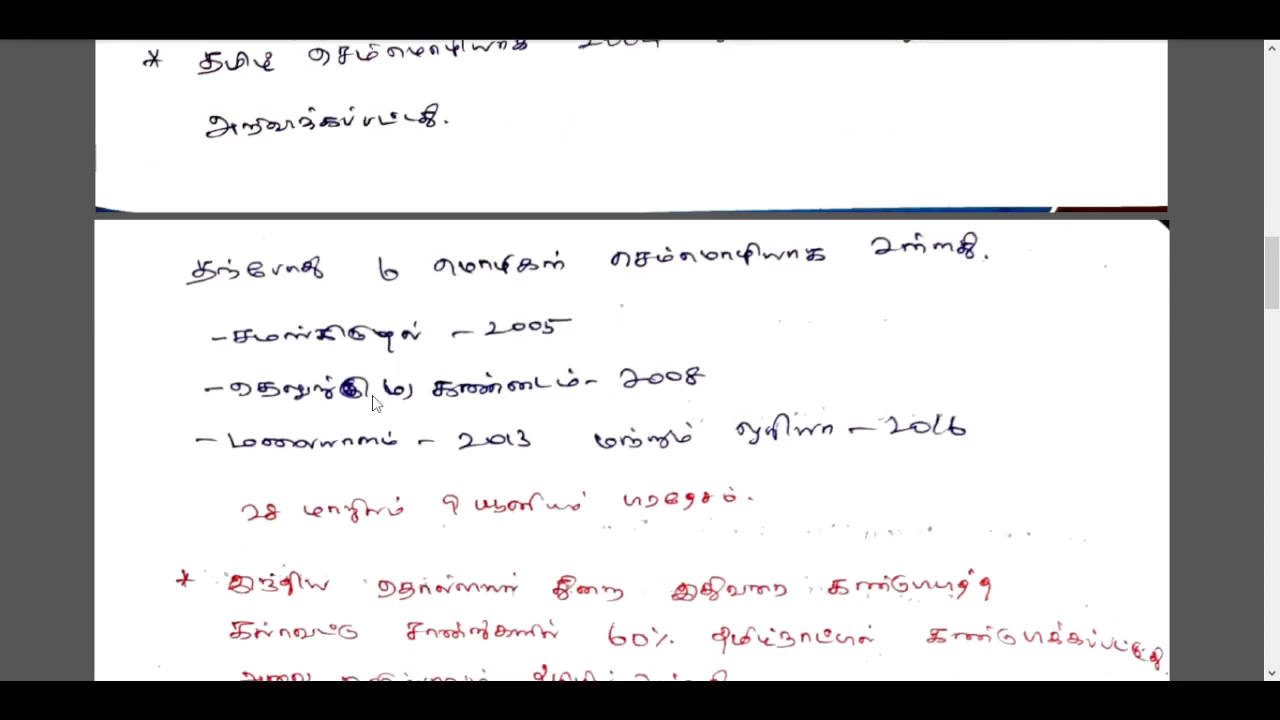 * தமிழ் செம்மொழியாக 2004
அறிவிக்கப்பட்டது.
தற்போது 6 மொழிகள் செம்மொழியாக உள்ளது.
- சமஸ்கிருதம் - 2005
- தெலுங்கு கன்னடம் - 2008
- மலையாளம் - 2013 மற்றும் ஒரியா - 2016
28 மாநிலம் 9 யூனியன் பிரதேசம்.
* இந்திய தொல்லியல் துறை இதுவரை கண்டெடுத்த
கல்வெட்டு சான்றுகளில் 60% தமிழ்நாட்டில் கண்டெடுக்கப்பட்டது